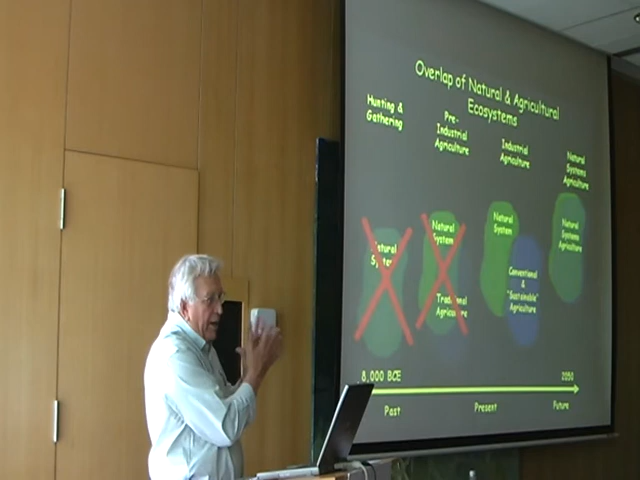 Overlap of Natural & Agricultural
Ecosystems
Hunting &
Gathering
Pre-
Industrial
Agriculture
Industrial
Agriculture
Natural
Systems
Agriculture
Natural
System
Natural
System
Traditional
Agriculture
Natural
System
Conventional
&
"Sustainable"
Agriculture
Natural
Systems
Agriculture
8,000 BCE
2050
Past
Present
Future